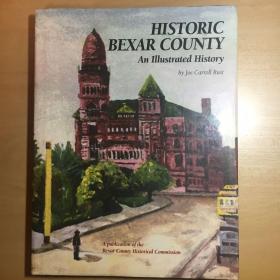 HISTORIC
BEXAR COUNTY
An Illustrated History
by Joe Carroll Rust
A publication of the
Bexar County Historical Commission